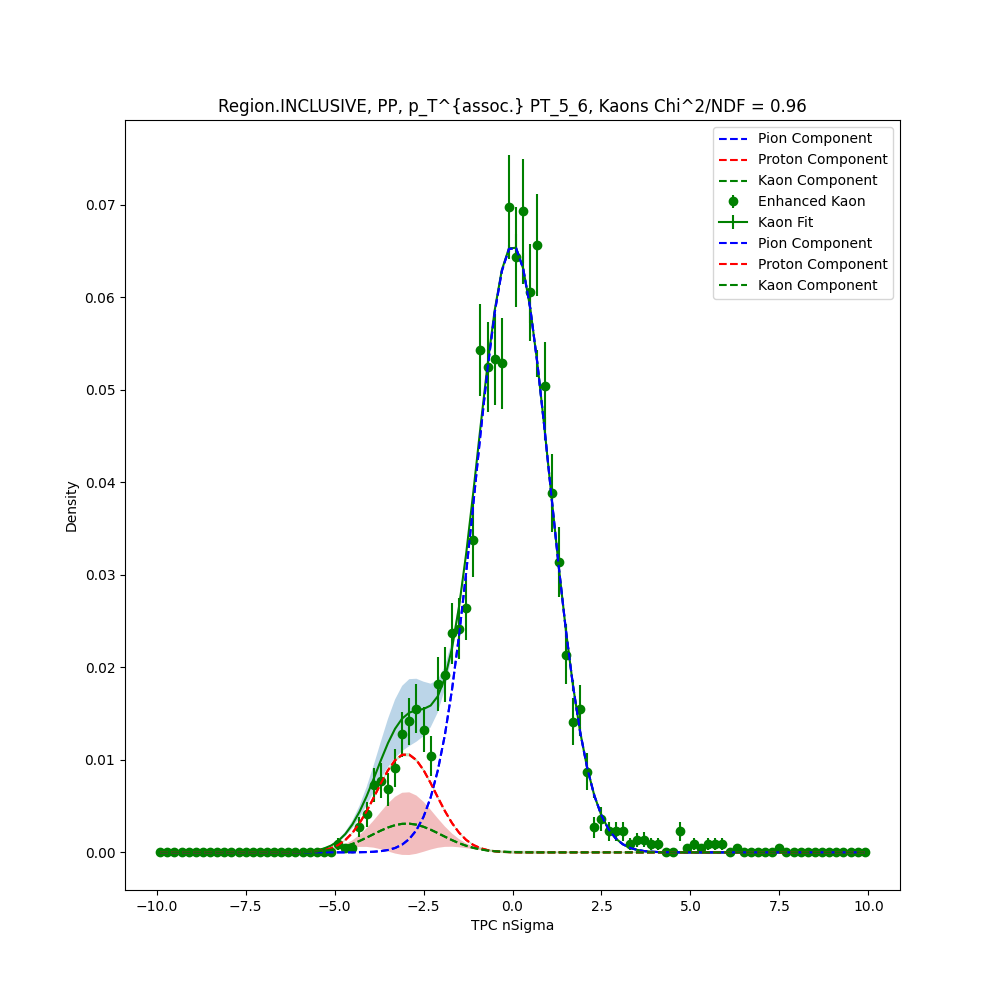 Region.INCLUSIVE, PP, p_T^{assoc.} PT_5_6, Kaons Chi^2/NDF = 0.96
Pion Component
Proton Component
Kaon Component
Enhanced Kaon
Kaon Fit
Pion Component
Proton Component
Kaon Component
0.07
0.06
0.05
0.04
0.03
0.02
0.01
0.00
Density
−10.0 −7.5 −5.0 −2.5 0.0 2.5 5.0 7.5 10.0
TPC nSigma